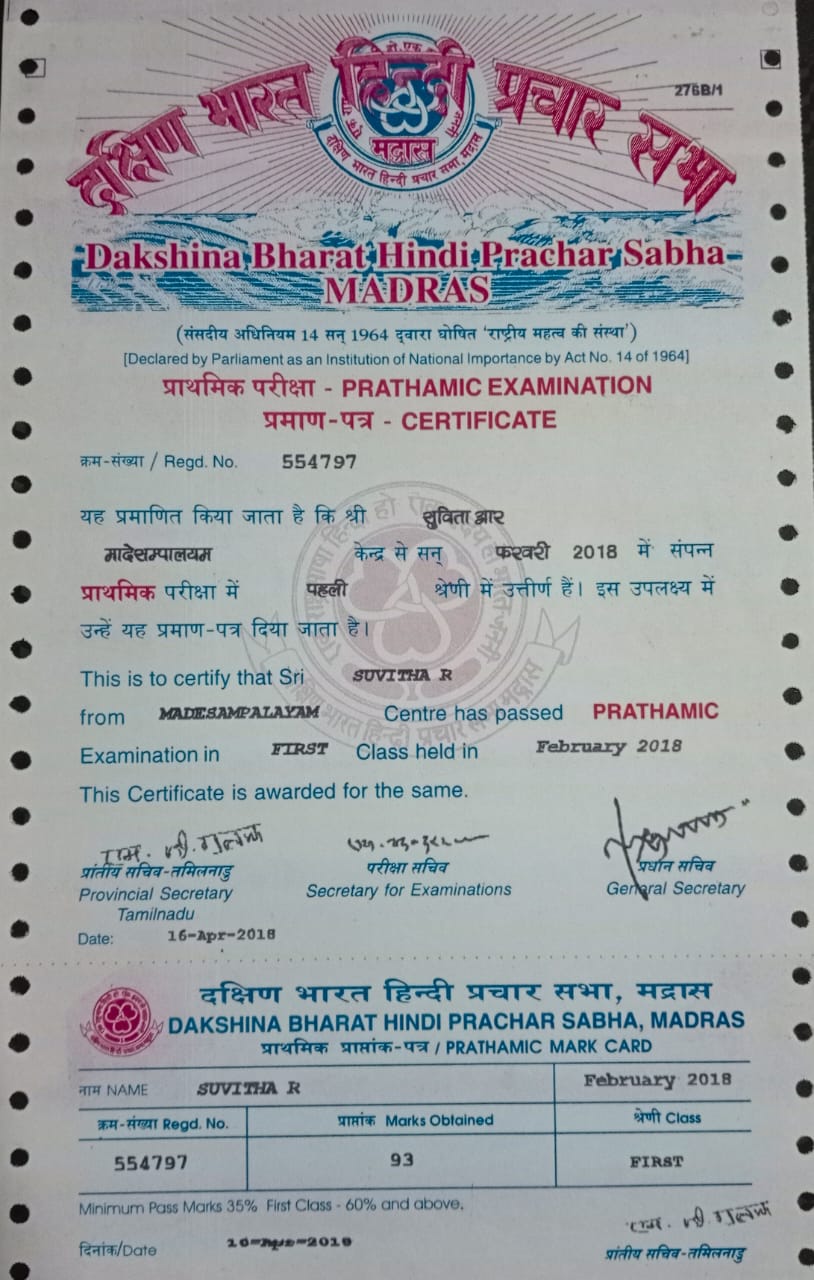 276B/1
दक्षिण भारत हिन्दी प्रचार सभा
मद्रास
दक्षिण भारत हिन्दी प्रचार सभा मद्रास
Dakshina Bharat Hindi Prachar Sabha
MADRAS
(संसदीय अधिनियम 14 सन् 1964 द्वारा घोषित ‘राष्ट्रीय महत्व की संस्था’)
[Declared by Parliament as an Institution of National Importance by Act No. 14 of 1964]
प्राथमिक परीक्षा - PRATHAMIC EXAMINATION
प्रमाण-पत्र - CERTIFICATE
क्रम-संख्या / Regd. No. 554797
यह प्रमाणित किया जाता है कि श्री सुविता आर
मादेसम्पालयम केन्द्र से सन् फरवरी 2018 में संपन्न
प्राथमिक परीक्षा में पहली श्रेणी में उत्तीर्ण हैं। इस उपलक्ष्य में
उन्हें यह प्रमाण-पत्र दिया जाता है।
This is to certify that Sri SUVITHA R
from MADESAMPALAYAM Centre has passed PRATHAMIC
Examination in FIRST Class held in February 2018
This Certificate is awarded for the same.
प्रांतीय सचिव-तमिलनाडु परीक्षा सचिव प्रधान सचिव
Provincial Secretary Secretary for Examinations General Secretary
Tamilnadu
Date: 16-Apr-2018
दक्षिण भारत हिन्दी प्रचार सभा, मद्रास
DAKSHINA BHARAT HINDI PRACHAR SABHA, MADRAS
प्राथमिक प्राप्तांक-पत्र / PRATHAMIC MARK CARD
नाम NAME SUVITHA R February 2018
क्रम-संख्या Regd. No. प्राप्तांक Marks Obtained श्रेणी Class
554797 93 FIRST
Minimum Pass Marks 35% First Class - 60% and above.
दिनांक/Date
प्रांतीय सचिव-तमिलनाडु